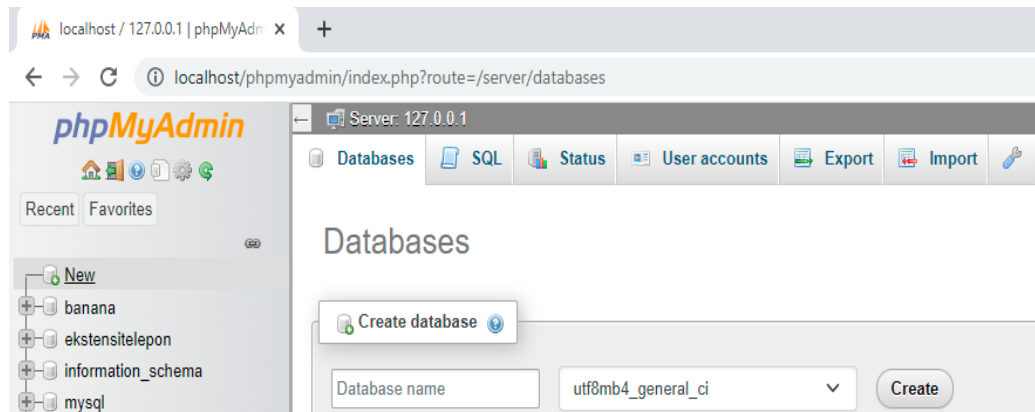 localhost / 127.0.0.1 | phpMyAdm
localhost/phpmyadmin/index.php?route=/server/databases
phpMyAdmin
Server: 127.0.0.1
Databases SQL Status User accounts Export Import
Recent Favorites
Databases
New
banana
Create database
ekstensitelepon
information_schema
Database name utf8mb4_general_ci Create
mysql